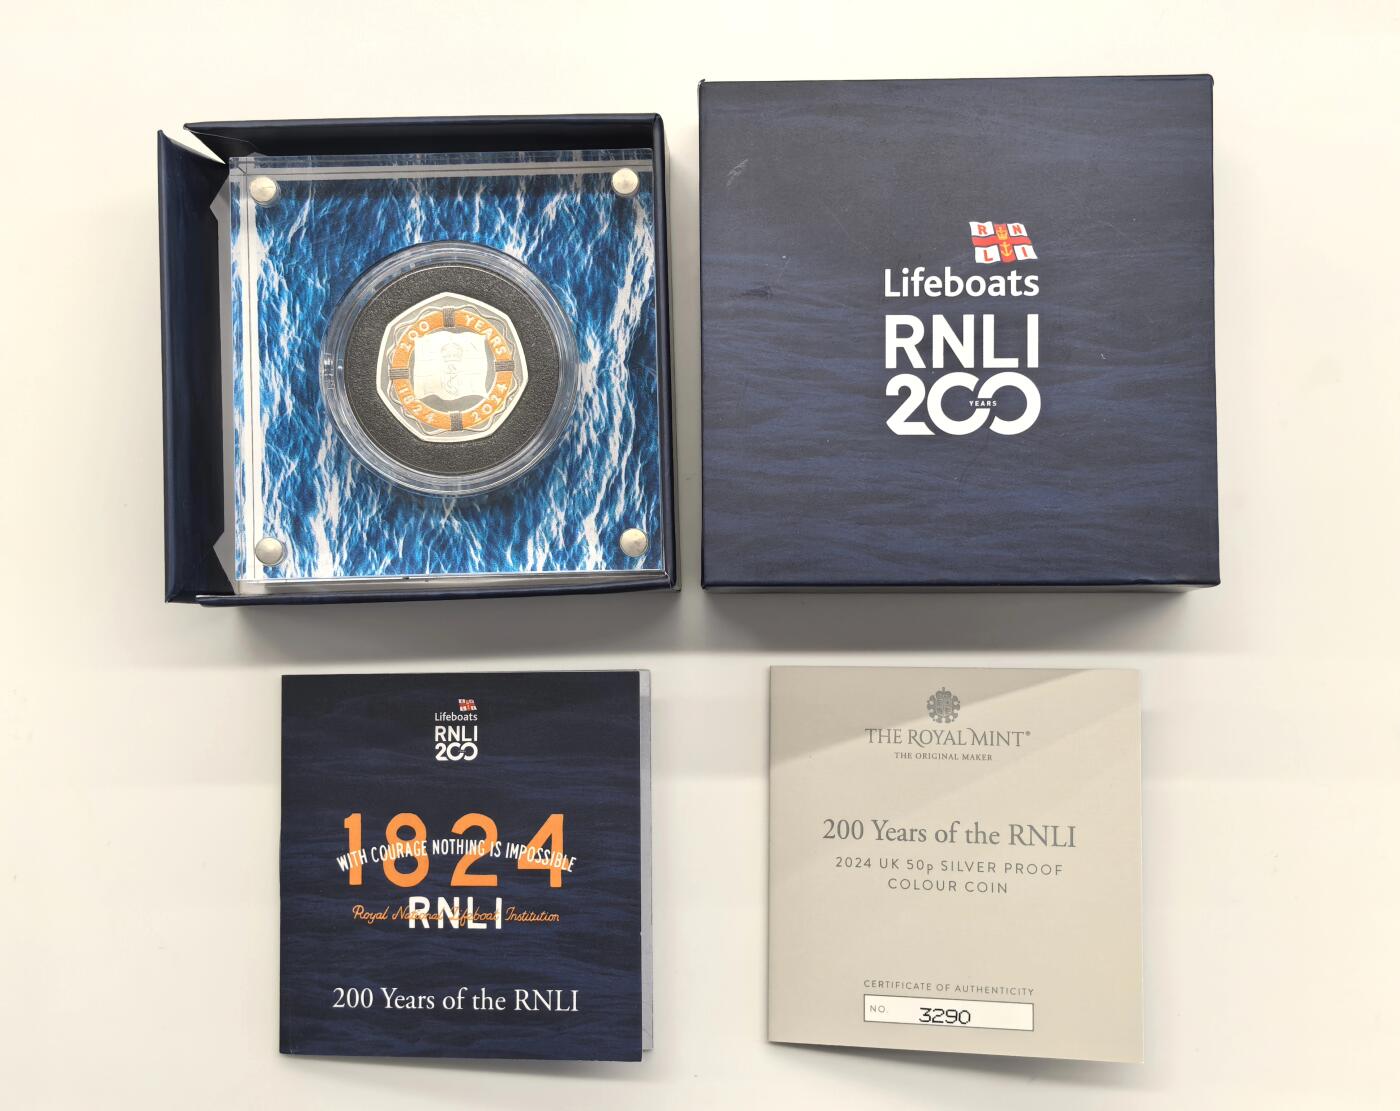 200 YEARS
1824 2024
R N
L I
Lifeboats
RNLI
200
YEARS
Lifeboats
RNLI
200
1824
WITH COURAGE NOTHING IS IMPOSSIBLE
RNLI
Royal National Lifeboat Institution
200 Years of the RNLI
THE ROYAL MINT®
THE ORIGINAL MAKER
200 Years of the RNLI
2024 UK 50p SILVER PROOF
COLOUR COIN
CERTIFICATE OF AUTHENTICITY
NO. 3290